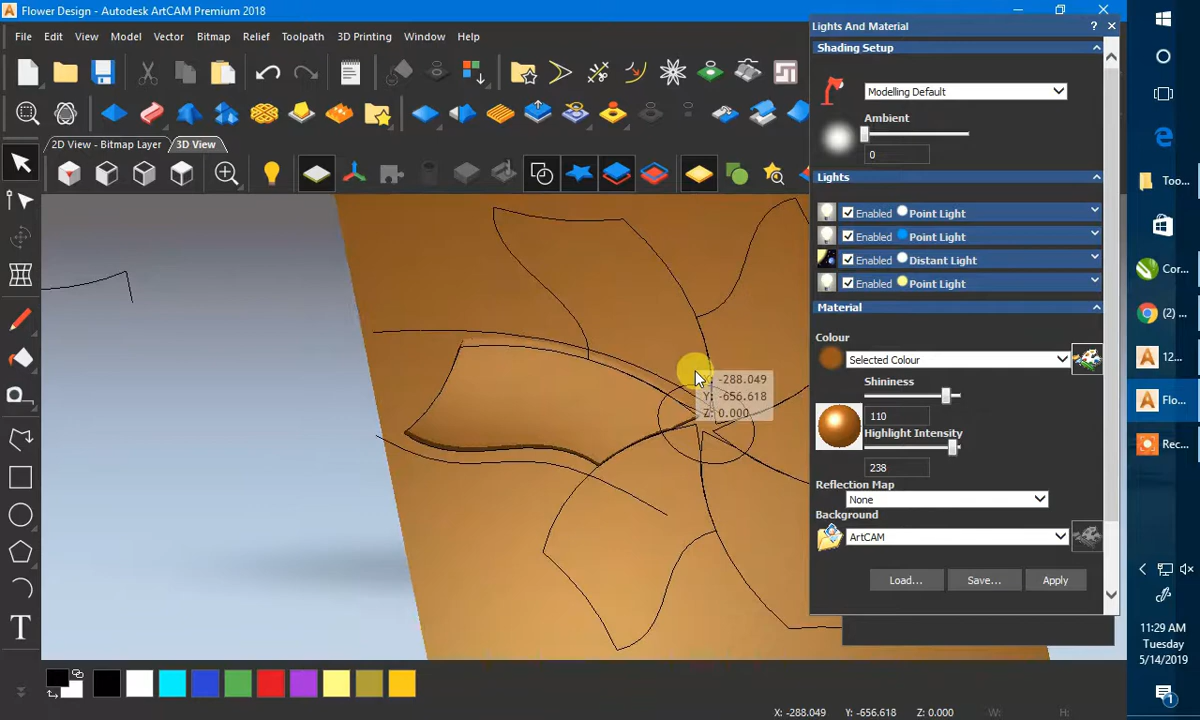 Flower Design - Autodesk ArtCAM Premium 2018
File Edit View Model Vector Bitmap Relief Toolpath 3D Printing Window Help
2D View - Bitmap Layer 3D View
Lights And Material
Shading Setup
Modelling Default
Ambient
0
Lights
Enabled Point Light
Enabled Point Light
Enabled Distant Light
Enabled Point Light
Material
Colour
Selected Colour
Shininess
110
Highlight Intensity
238
Reflection Map
None
Background
ArtCAM
Load... Save... Apply
X: -288.049
Y: -656.618
Z: 0.000
T
X: -288.049 Y: -656.618 Z: 0.000 W: H:
Too...
Cor...
(2) ...
12...
Flo...
Rec...
11:29 AM
Tuesday
5/14/2019
1